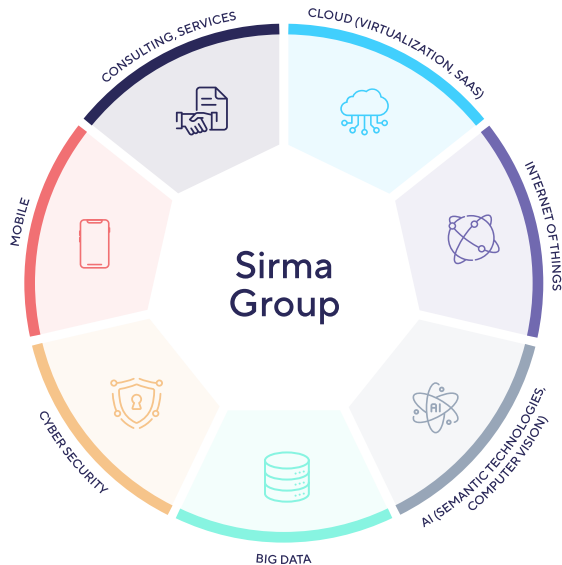 CONSULTING, SERVICES
CLOUD (VIRTUALIZATION, SAAS)
INTERNET OF THINGS
AI (SEMANTIC TECHNOLOGIES,
COMPUTER VISION)
BIG DATA
CYBER SECURITY
MOBILE
Sirma
Group
AI